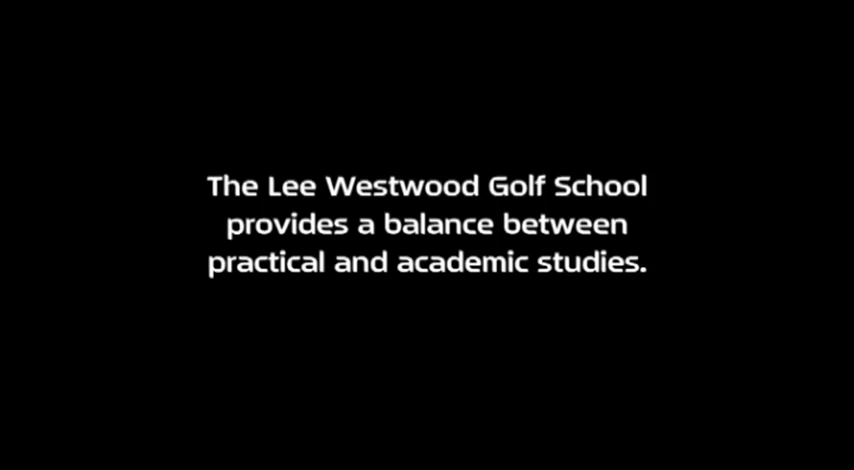 The Lee Westwood Golf School
provides a balance between
practical and academic studies.